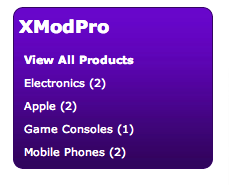 XModPro
View All Products
Electronics (2)
Apple (2)
Game Consoles (1)
Mobile Phones (2)